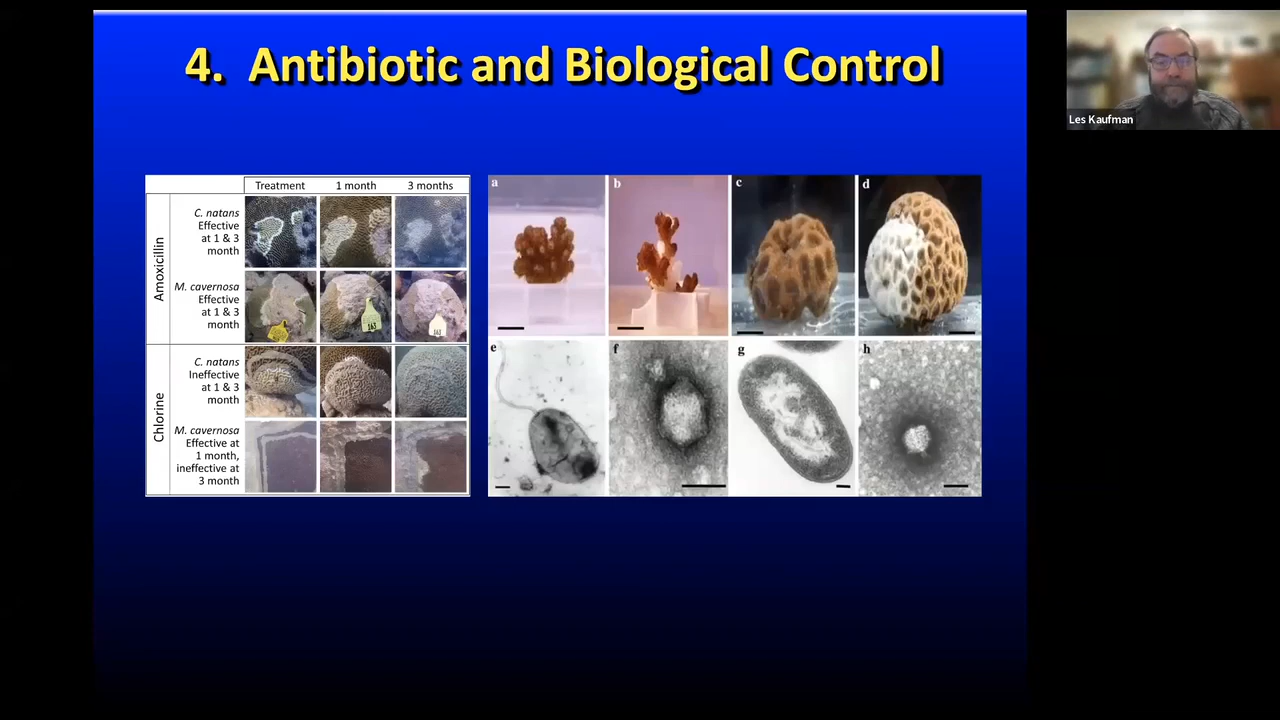 4. Antibiotic and Biological Control
Treatment 1 month 3 months
Amoxicillin
C. natans
Effective
at 1 & 3
month
M. cavernosa
Effective
at 1 & 3
month
Chlorine
C. natans
Ineffective
at 1 & 3
month
M. cavernosa
Effective at
1 month,
ineffective at
3 month
163
a b c d
e f g h
Les Kaufman